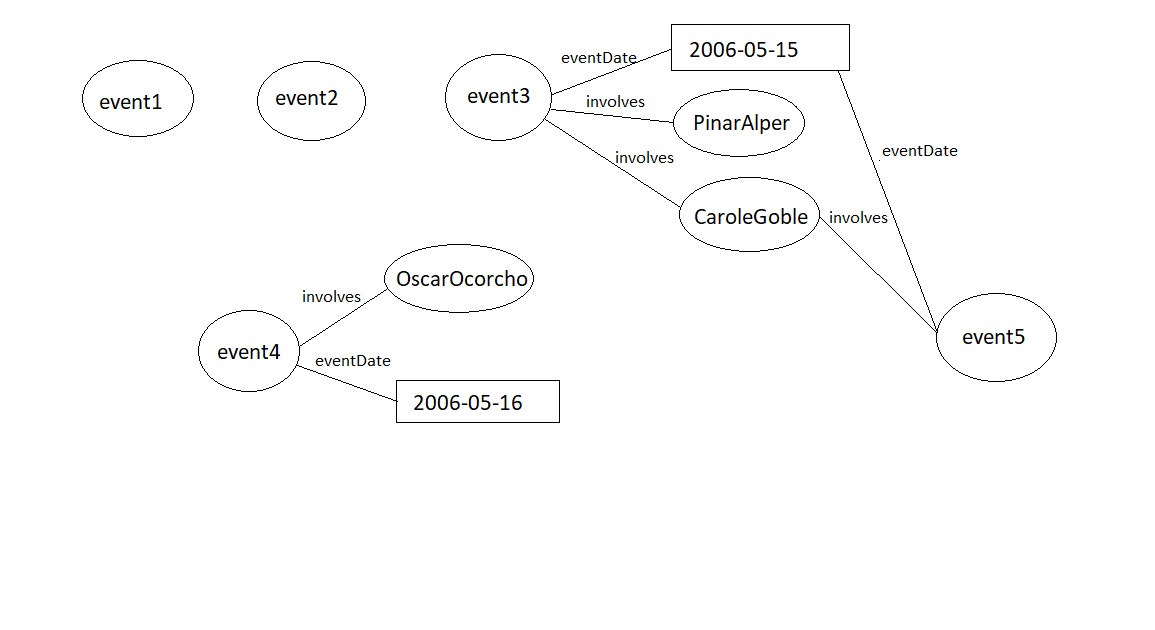 event1
event2
event3
eventDate
2006-05-15
involves
PinarAlper
involves
CaroleGoble
eventDate
involves
event5
OscarOcorcho
involves
event4
eventDate
2006-05-16